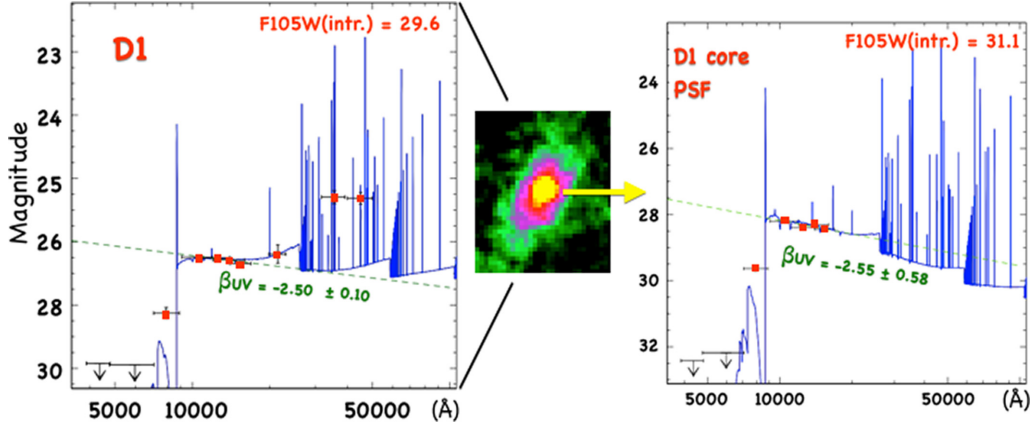 F105W(intr.) = 29.6
D1
23
24
25
26
28
30
Magnitude
βUV = -2.50 ± 0.10
5000
10000
50000
(Å)
F105W(intr.) = 31.1
D1 core
PSF
24
26
28
30
32
βUV = -2.55 ± 0.58
5000
10000
50000
(Å)